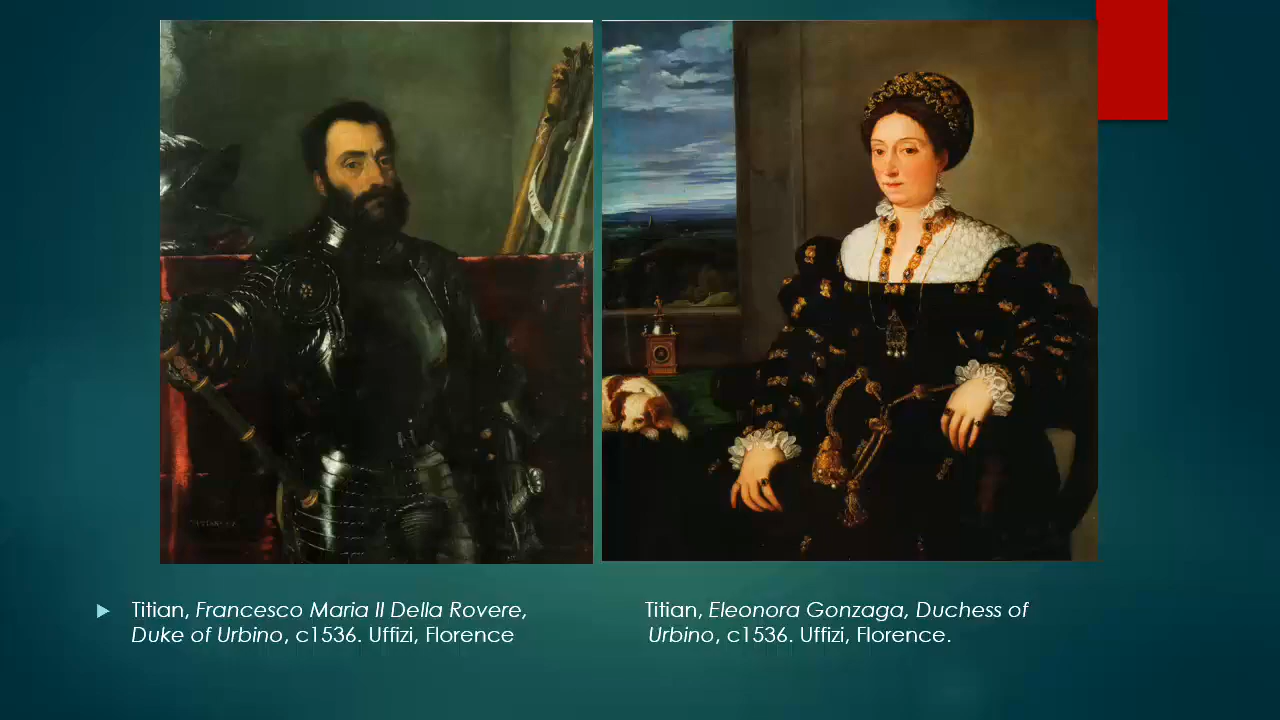 Titian, Francesco Maria II Della Rovere,
Duke of Urbino, c1536. Uffizi, Florence
Titian, Eleonora Gonzaga, Duchess of
Urbino, c1536. Uffizi, Florence.